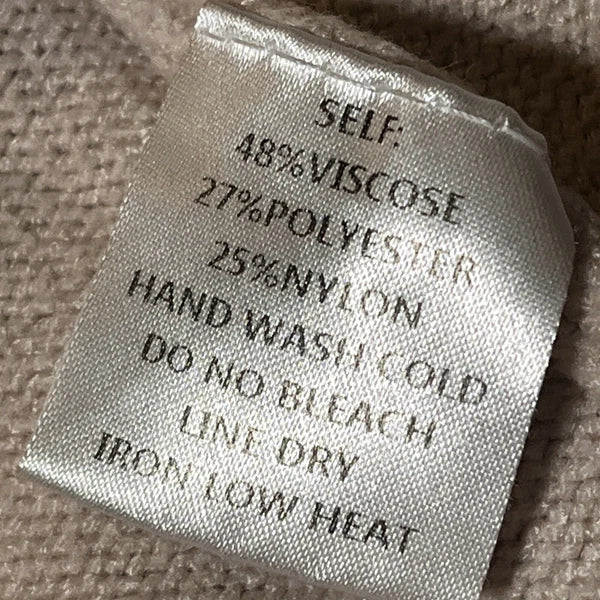 SELF:
48%VISCOSE
27%POLYESTER
25%NYLON
HAND WASH COLD
DO NO BLEACH
LINE DRY
IRON LOW HEAT